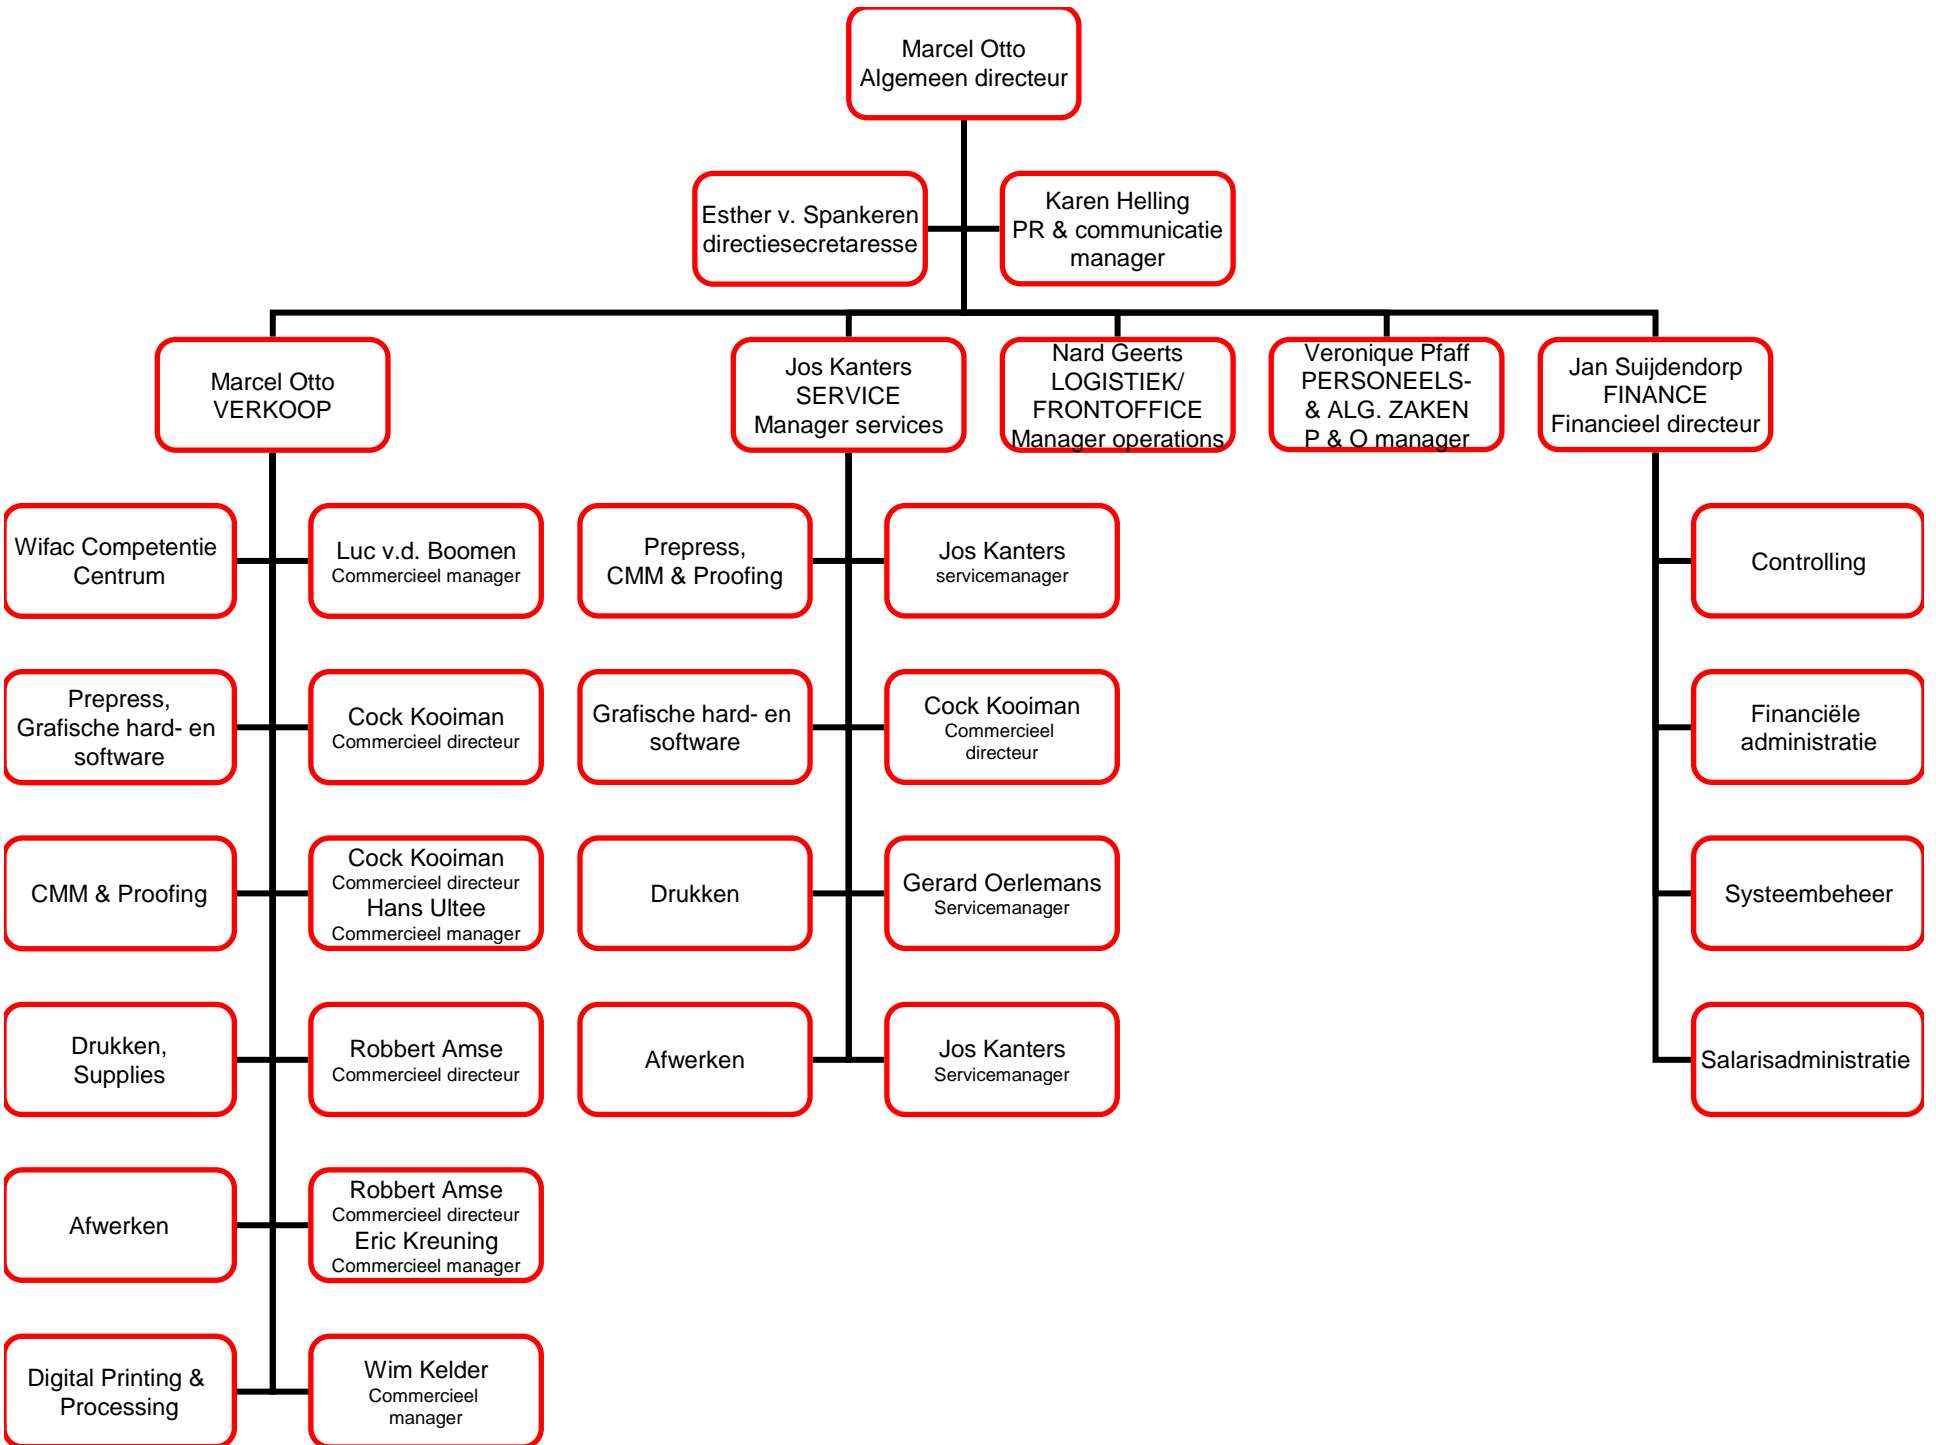 Marcel Otto
Algemeen directeur
Esther v. Spankeren
directiesecretaresse
Karen Helling
PR & communicatie
manager
Marcel Otto
VERKOOP
Jos Kanters
SERVICE
Manager services
Nard Geerts
LOGISTIEK/
FRONTOFFICE
Manager operations
Veronique Pfaff
PERSONEELS-
& ALG. ZAKEN
P & O manager
Jan Suijdendorp
FINANCE
Financieel directeur
Wifac Competentie
Centrum
Luc v.d. Boomen
Commercieel manager
Prepress,
CMM & Proofing
Jos Kanters
servicemanager
Controlling
Prepress,
Grafische hard- en
software
Cock Kooiman
Commercieel directeur
Grafische hard- en
software
Cock Kooiman
Commercieel
directeur
Financiële
administratie
CMM & Proofing
Cock Kooiman
Commercieel directeur
Hans Ultee
Commercieel manager
Drukken
Gerard Oerlemans
Servicemanager
Systeembeheer
Drukken,
Supplies
Robbert Amse
Commercieel directeur
Afwerken
Jos Kanters
Servicemanager
Salarisadministratie
Afwerken
Robbert Amse
Commercieel directeur
Eric Kreuning
Commercieel manager
Digital Printing &
Processing
Wim Kelder
Commercieel
manager